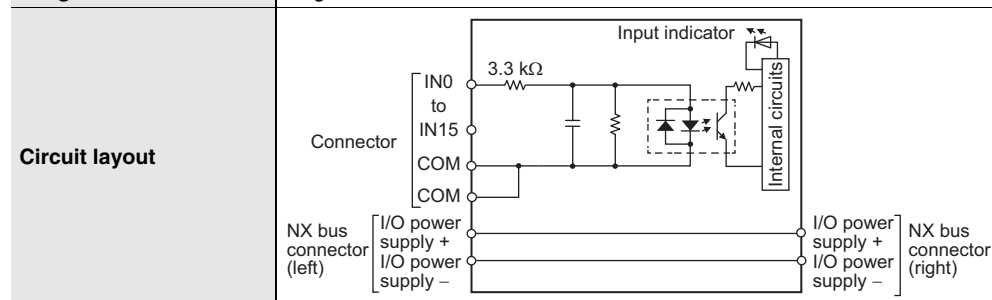 Circuit layout
Input indicator
3.3 kΩ
IN0
to
IN15
Connector
COM
COM
Internal circuits
NX bus
connector
(left)
I/O power
supply +
I/O power
supply −
I/O power
supply +
I/O power
supply −
NX bus
connector
(right)